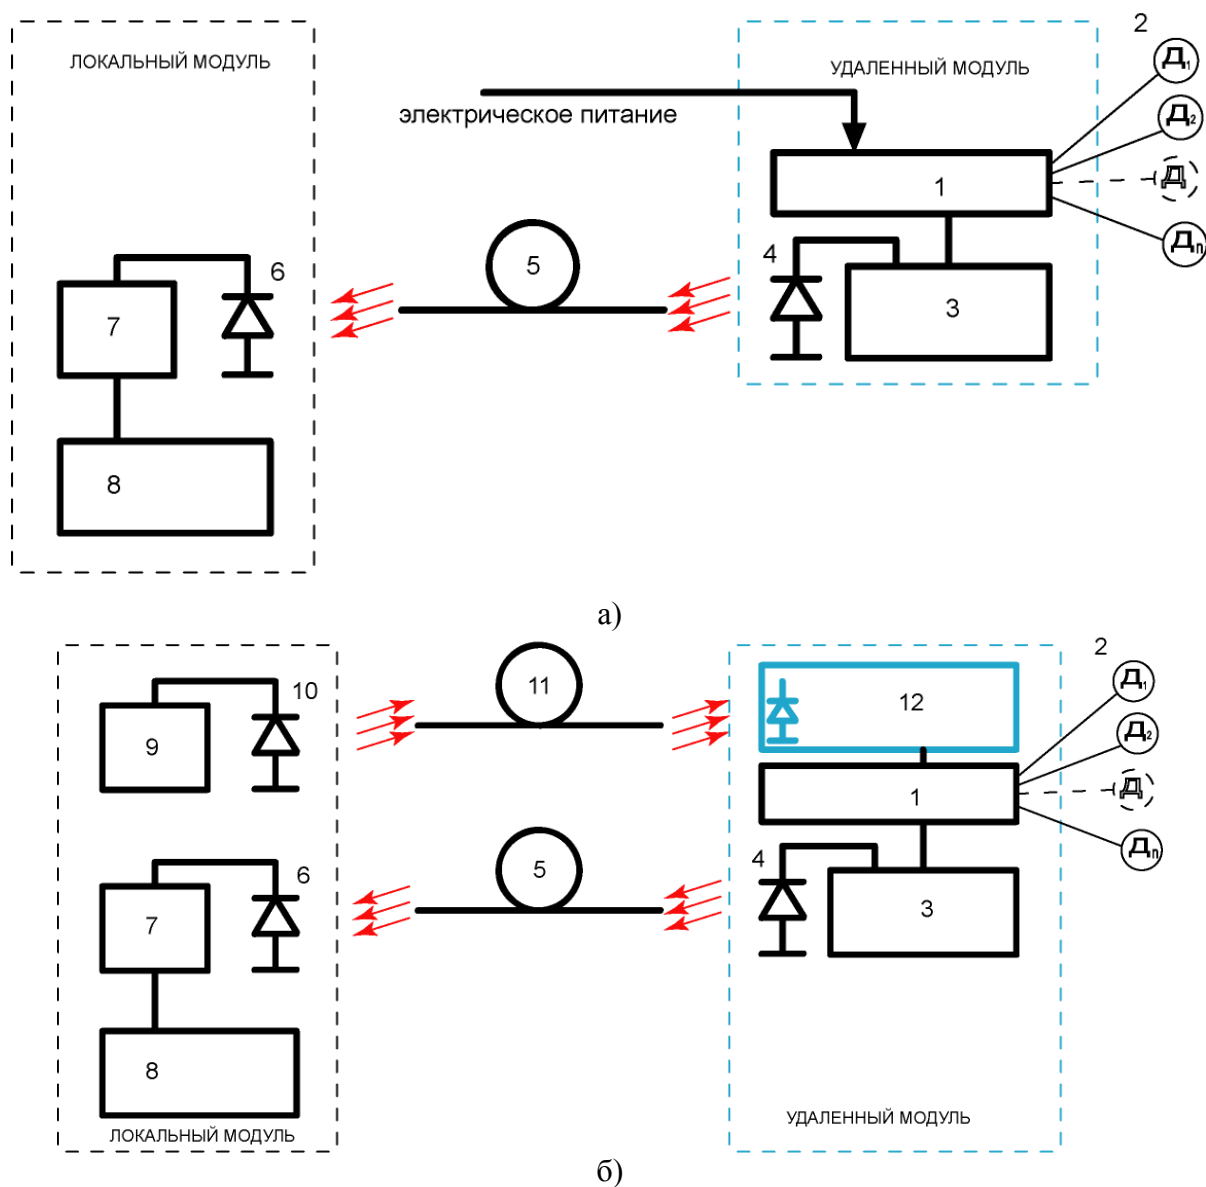 ЛОКАЛЬНЫЙ МОДУЛЬ
УДАЛЕННЫЙ МОДУЛЬ
2
Д1
Д2
Д
Дn
электрическое питание
1
4
3
5
6
7
8
а)
10
9
11
12
2
Д1
Д2
Д
Дn
1
4
3
5
6
7
8
ЛОКАЛЬНЫЙ МОДУЛЬ
УДАЛЕННЫЙ МОДУЛЬ
б)